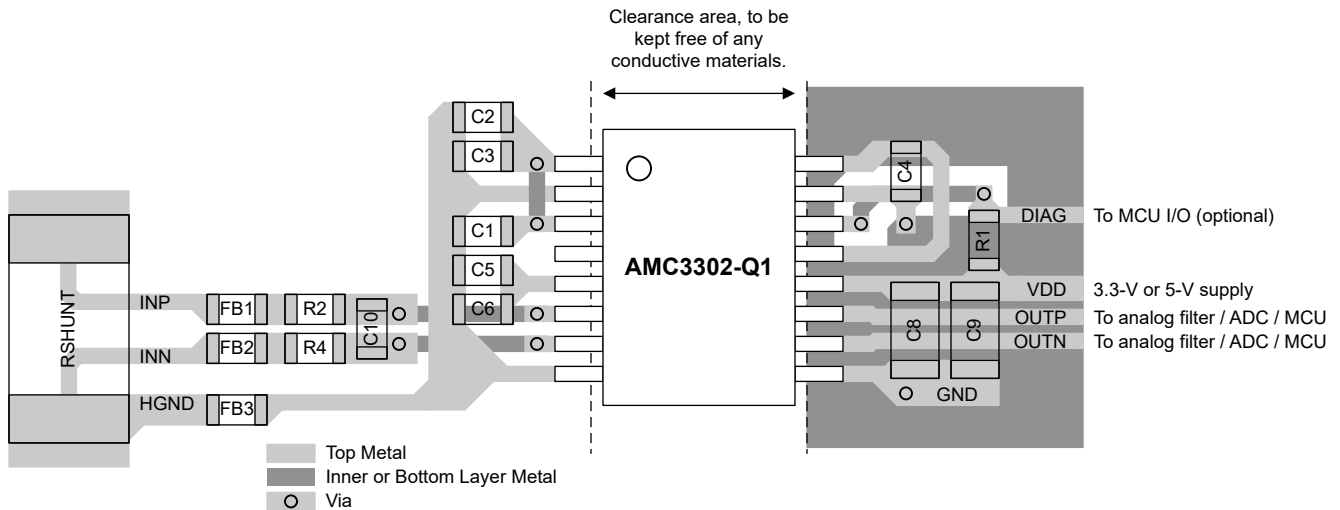 Clearance area, to be
kept free of any
conductive materials.
C2
C3
C4
C1
DIAG
To MCU I/O (optional)
R1
AMC3302-Q1
C5
VDD
3.3-V or 5-V supply
RSHUNT
INP
FB1
R2
C10
C6
C8
C9
OUTP
To analog filter / ADC / MCU
INN
FB2
R4
OUTN
To analog filter / ADC / MCU
GND
HGND
FB3
Top Metal
Inner or Bottom Layer Metal
Via